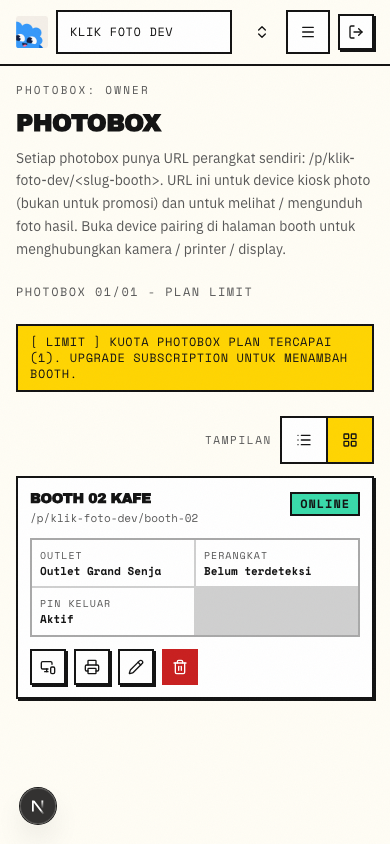 KLIK FOTO DEV
PHOTOBOX: OWNER
PHOTOBOX
Setiap photobox punya URL perangkat sendiri: /p/klik-
foto-dev/<slug-booth>. URL ini untuk device kiosk photo
(bukan untuk promosi) dan untuk melihat / mengunduh
foto hasil. Buka device pairing di halaman booth untuk
menghubungkan kamera / printer / display.
PHOTOBOX 01/01 - PLAN LIMIT
[ LIMIT ] KUOTA PHOTOBOX PLAN TERCAPAI
(1). UPGRADE SUBSCRIPTION UNTUK MENAMBAH
BOOTH.
TAMPILAN
BOOTH 02 KAFE
ONLINE
/p/klik-foto-dev/booth-02
OUTLET
Outlet Grand Senja
PERANGKAT
Belum terdeteksi
PIN KELUAR
Aktif
N